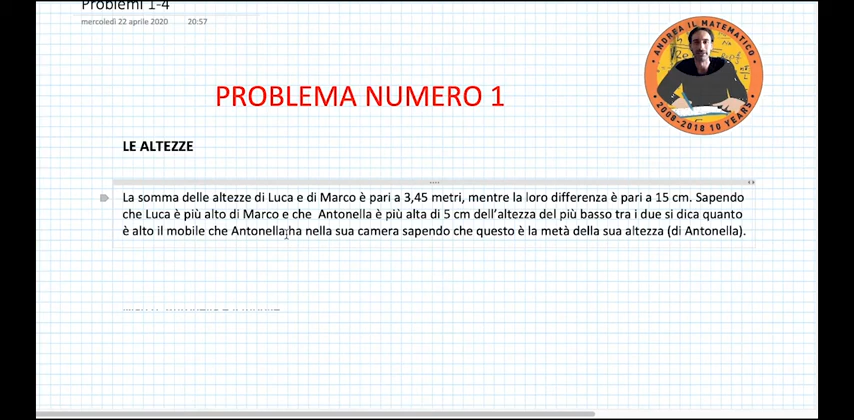 Problemi 1-4
mercoledì 22 aprile 2020 20:57
ANDREA IL MATEMATICO
2008-2018 10 YEARS
PROBLEMA NUMERO 1
LE ALTEZZE
La somma delle altezze di Luca e di Marco è pari a 3,45 metri, mentre la loro differenza è pari a 15 cm. Sapendo
che Luca è più alto di Marco e che Antonella è più alta di 5 cm dell'altezza del più basso tra i due si dica quanto
è alto il mobile che Antonella ha nella sua camera sapendo che questo è la metà della sua altezza (di Antonella).